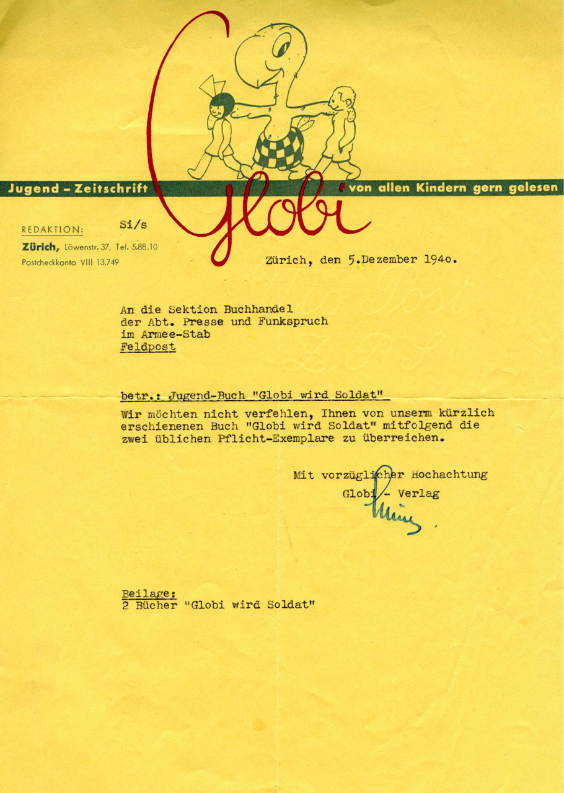 Globi
Jugend-Zeitschrift
von allen Kindern gern gelesen
REDAKTION:
Si/s
Zürich, Löwenstr. 37, Tel. 5.88.10
Postcheckkonto VIII 13.749
Zürich, den 5.Dezember 1940.
An die Sektion Buchhandel
der Abt. Presse und Funkspruch
im Armee-Stab
Feldpost
betr.: Jugend-Buch "Globi wird Soldat"
Wir möchten nicht verfehlen, Ihnen von unserm kürzlich
erschienenen Buch "Globi wird Soldat" mitfolgend die
zwei üblichen Pflicht-Exemplare zu überreichen.
Mit vorzüglicher Hochachtung
Globi - Verlag
Beilage:
2 Bücher "Globi wird Soldat"